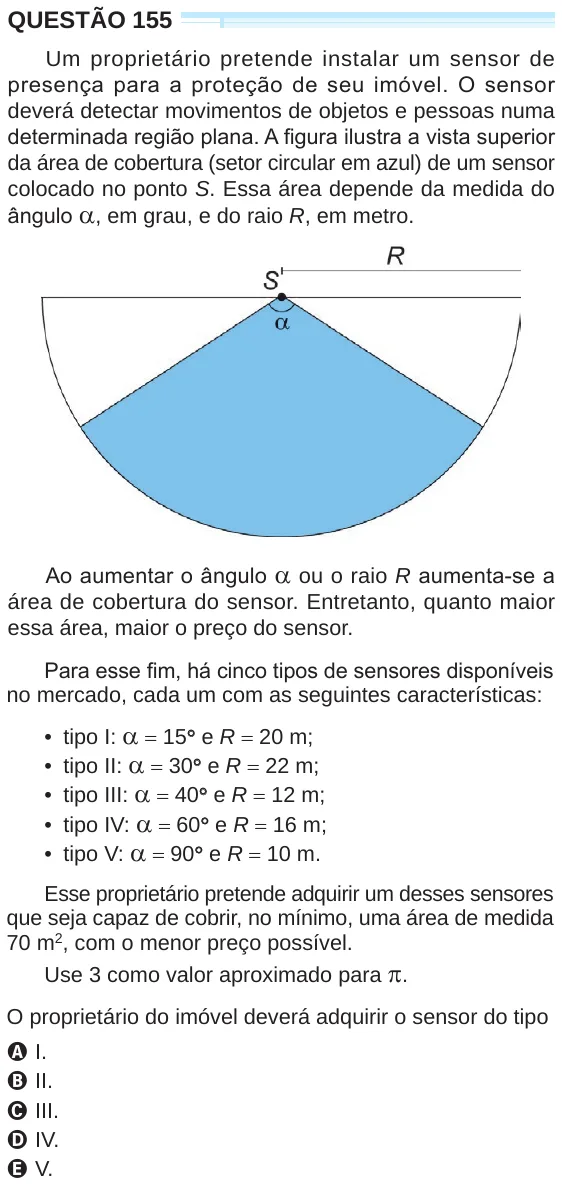 QUESTÃO 155
Um proprietário pretende instalar um sensor de
presença para a proteção de seu imóvel. O sensor
deverá detectar movimentos de objetos e pessoas numa
determinada região plana. A figura ilustra a vista superior
da área de cobertura (setor circular em azul) de um sensor
colocado no ponto S. Essa área depende da medida do
ângulo α, em grau, e do raio R, em metro.
R
S
α
Ao aumentar o ângulo α ou o raio R aumenta-se a
área de cobertura do sensor. Entretanto, quanto maior
essa área, maior o preço do sensor.
Para esse fim, há cinco tipos de sensores disponíveis
no mercado, cada um com as seguintes características:
• tipo I: α = 15° e R = 20 m;
• tipo II: α = 30° e R = 22 m;
• tipo III: α = 40° e R = 12 m;
• tipo IV: α = 60° e R = 16 m;
• tipo V: α = 90° e R = 10 m.
Esse proprietário pretende adquirir um desses sensores
que seja capaz de cobrir, no mínimo, uma área de medida
70 m², com o menor preço possível.
Use 3 como valor aproximado para π.
O proprietário do imóvel deverá adquirir o sensor do tipo
A I.
B II.
C III.
D IV.
E V.